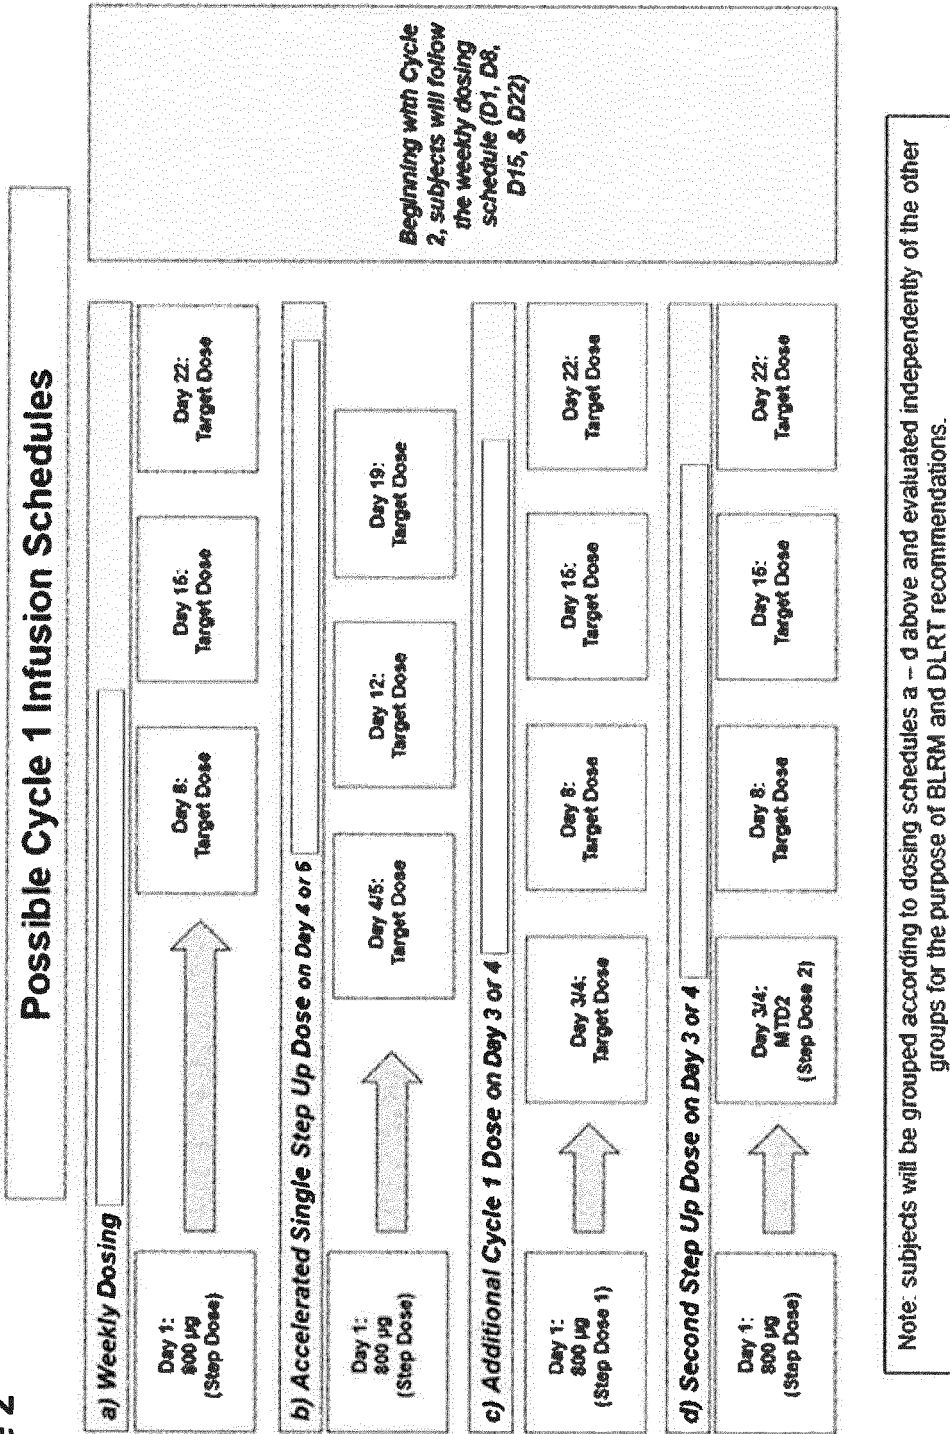 Possible Cycle 1 Infusion Schedules
a) Weekly Dosing
Day 1:
800 µg
(Step Dose)
Day 8:
Target Dose
Day 15:
Target Dose
Day 22:
Target Dose
b) Accelerated Single Step Up Dose on Day 4 or 5
Day 1:
800 µg
(Step Dose)
Day 4/5:
Target Dose
Day 12:
Target Dose
Day 19:
Target Dose
c) Additional Cycle 1 Dose on Day 3 or 4
Day 1:
800 µg
(Step Dose 1)
Day 3/4:
Target Dose
Day 8:
Target Dose
Day 15:
Target Dose
Day 22:
Target Dose
d) Second Step Up Dose on Day 3 or 4
Day 1:
800 µg
(Step Dose)
Day 3/4:
MTD2
(Step Dose 2)
Day 8:
Target Dose
Day 15:
Target Dose
Day 22:
Target Dose
Beginning with Cycle
2, subjects will follow
the weekly dosing
schedule (D1, D8,
D15, & D22)
Note: subjects will be grouped according to dosing schedules a – d above and evaluated independently of the other
groups for the purpose of BLRM and DLRT recommendations.